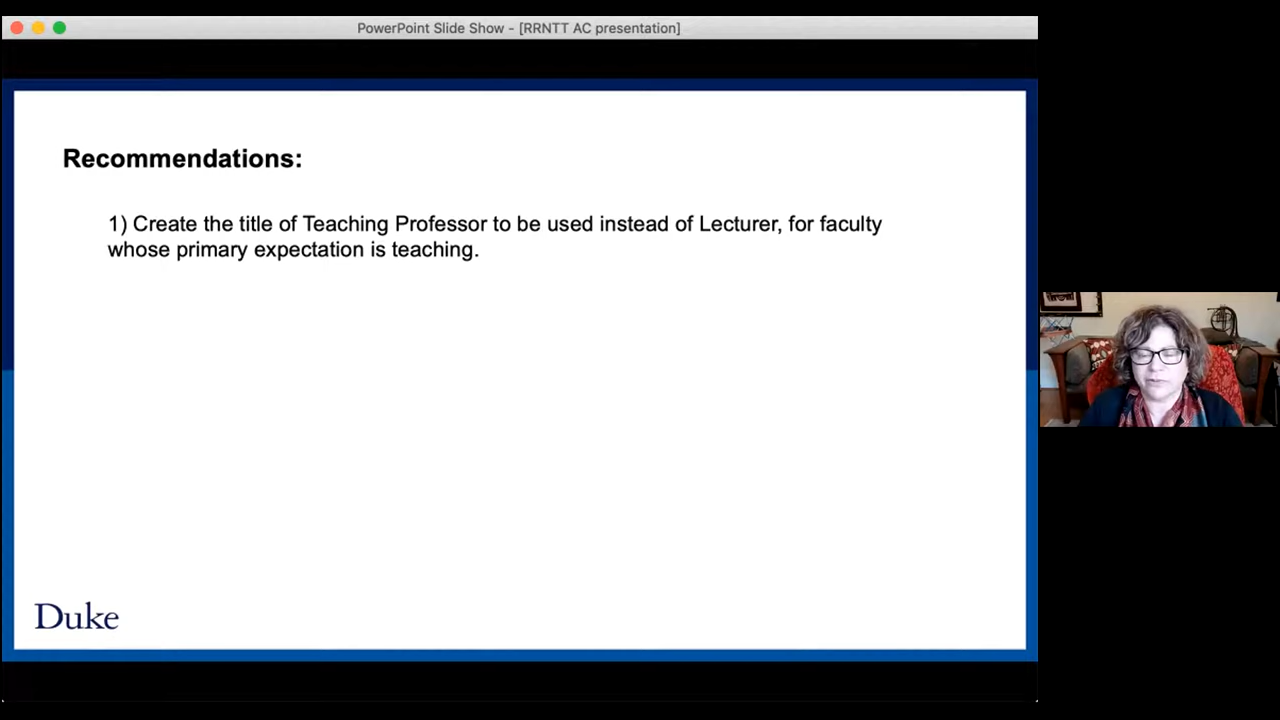 PowerPoint Slide Show - [RRNTT AC presentation]
Recommendations:
1) Create the title of Teaching Professor to be used instead of Lecturer, for faculty
whose primary expectation is teaching.
Duke